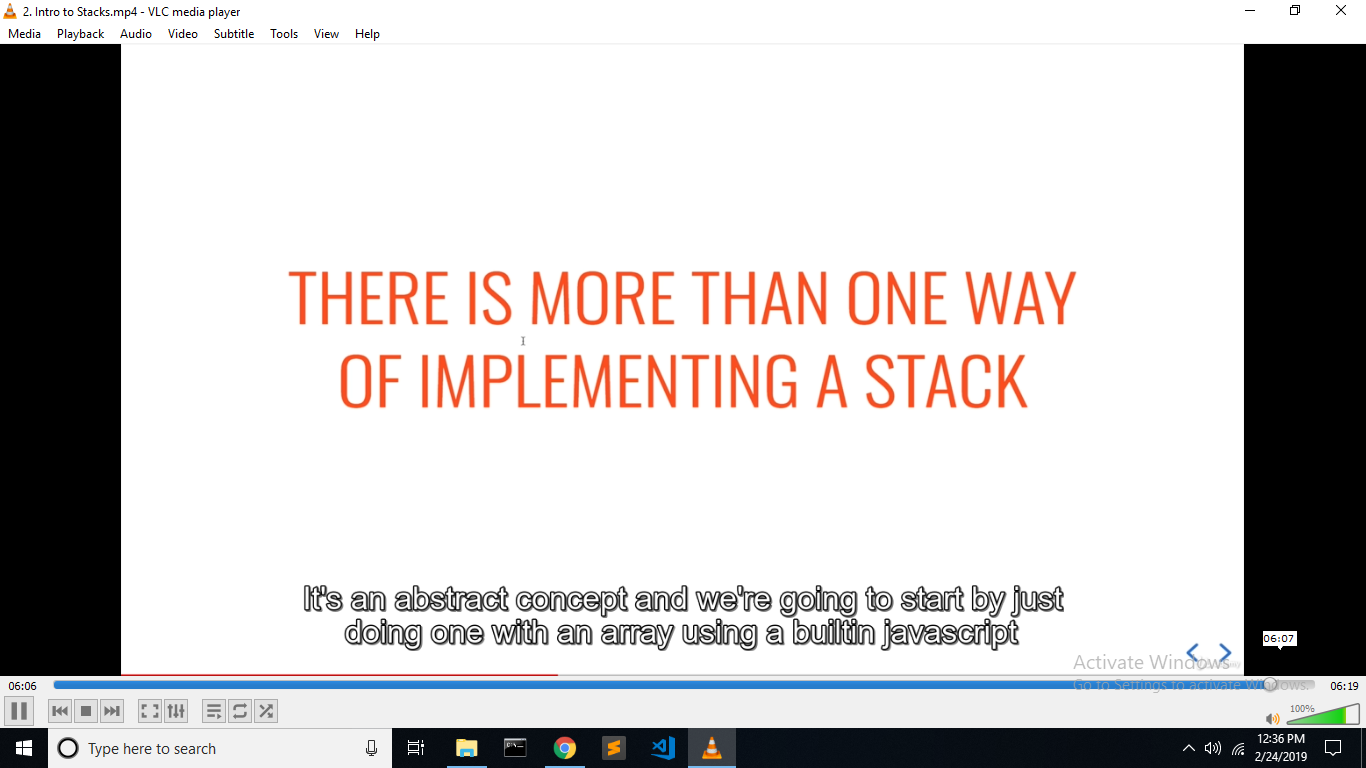 2. Intro to Stacks.mp4 - VLC media player
Media Playback Audio Video Subtitle Tools View Help
THERE IS MORE THAN ONE WAY
OF IMPLEMENTING A STACK
It's an abstract concept and we're going to start by just
doing one with an array using a builtin javascript
06:07
Activate Windows
Go to Settings to activate Windows.
06:06
06:19
100%
Type here to search
12:36 PM
2/24/2019